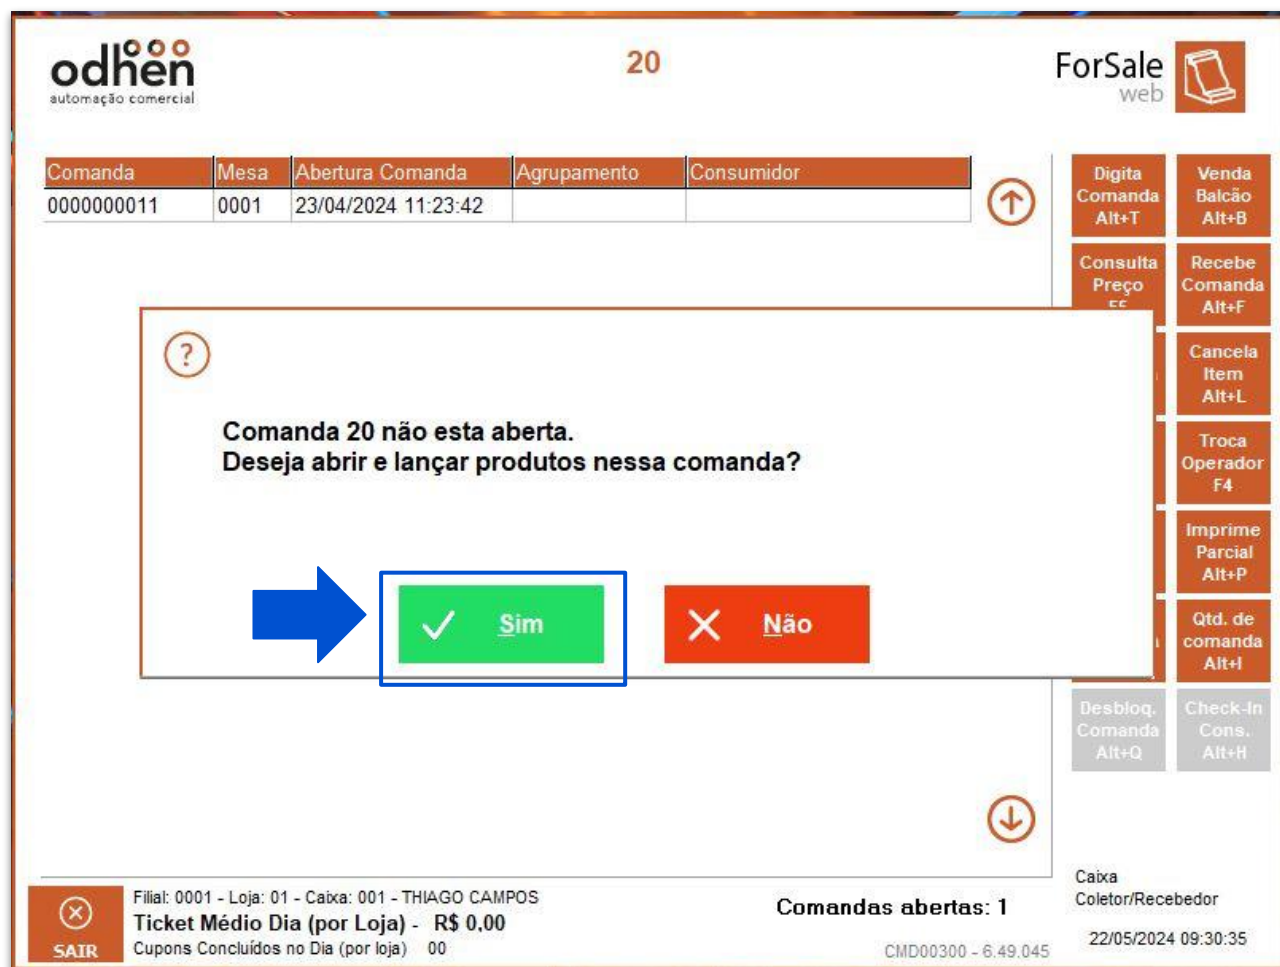 odhen
automação comercial
20
ForSale
web
Comanda Mesa Abertura Comanda Agrupamento Consumidor
0000000011 0001 23/04/2024 11:23:42
Digita
Comanda
Alt+T
Venda
Balcão
Alt+B
Consulta
Preço
F5
Recebe
Comanda
Alt+F
?
Comanda 20 não esta aberta.
Deseja abrir e lançar produtos nessa comanda?
Sim
Não
Cancela
Item
Alt+L
Troca
Operador
F4
Imprime
Parcial
Alt+P
Qtd. de
comanda
Alt+I
Desbloq.
Comanda
Alt+Q
Check-In
Cons.
Alt+H
SAIR
Filial: 0001 - Loja: 01 - Caixa: 001 - THIAGO CAMPOS
Ticket Médio Dia (por Loja) - R$ 0,00
Cupons Concluídos no Dia (por loja) 00
Comandas abertas: 1
CMD00300 - 6.49.045
Caixa
Coletor/Recebedor
22/05/2024 09:30:35